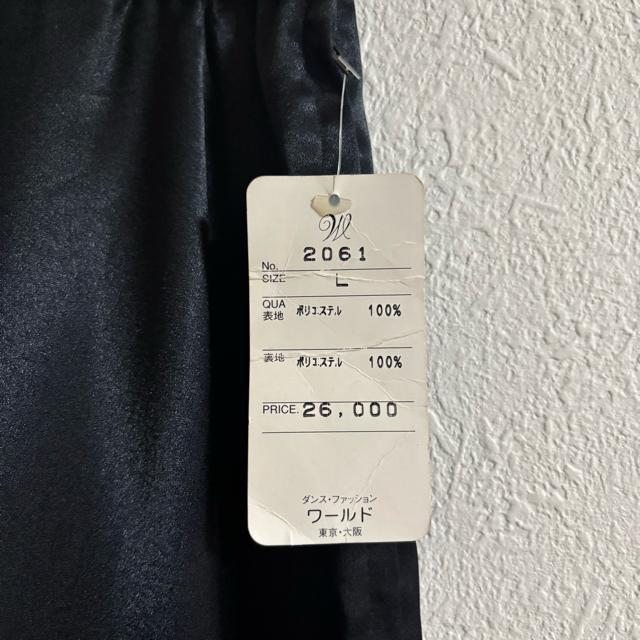 W
No. 2061
SIZE L
QUA
表地 ポリエステル 100%
裏地 ポリエステル 100%
PRICE. 26,000
ダンス・ファッション
ワールド
東京・大阪